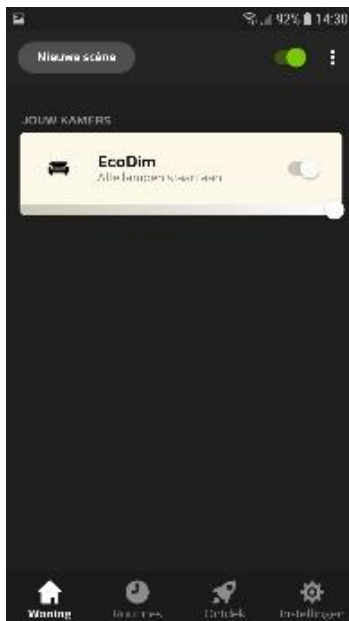 92% 14:30
Nieuwe scène
JOUW KAMERS
EcoDim
Alle lampen staan aan
Woning
Routines
Ontdek
Instellingen